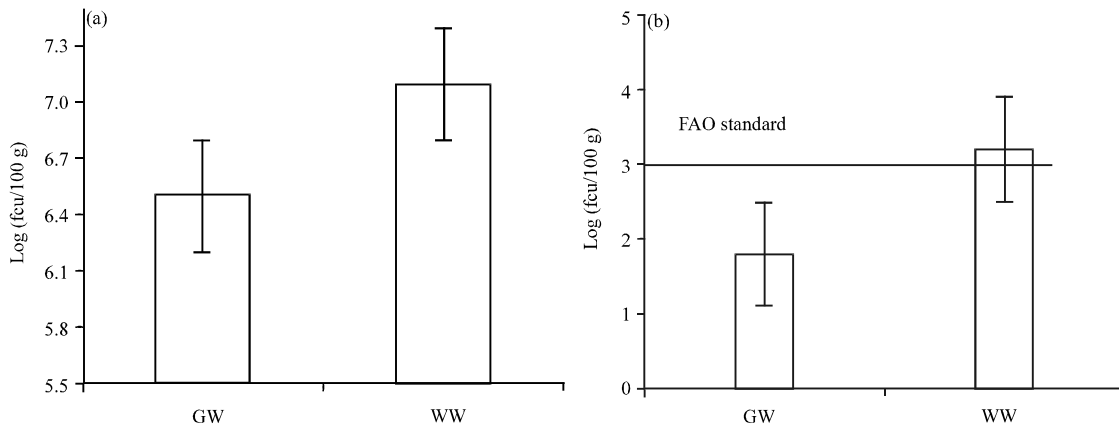 (a)
Log (fcu/100 g)
7.3
7.0
6.7
6.4
6.1
5.8
5.5
GW
WW
(b)
Log (fcu/100 g)
5
4
3
2
1
0
FAO standard
GW
WW